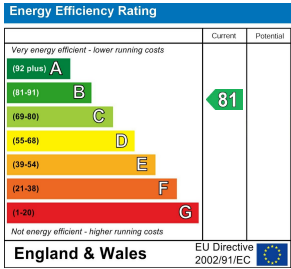 Energy Efficiency Rating
Current Potential
Very energy efficient - lower running costs
(92 plus) A
(81-91) B
81
(69-80) C
(55-68) D
(39-54) E
(21-38) F
(1-20) G
Not energy efficient - higher running costs
England & Wales
EU Directive
2002/91/EC